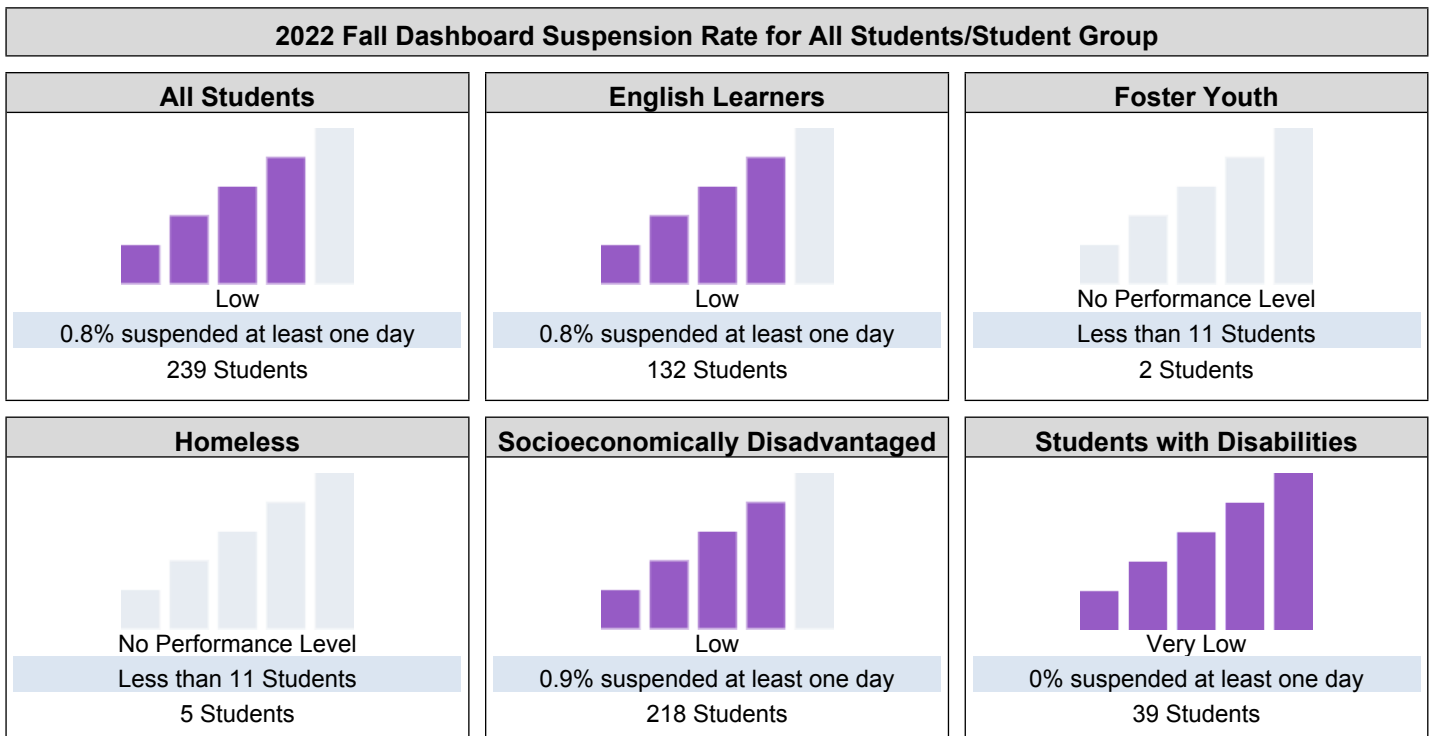 2022 Fall Dashboard Suspension Rate for All Students/Student Group
All Students
Low
0.8% suspended at least one day
239 Students
English Learners
Low
0.8% suspended at least one day
132 Students
Foster Youth
No Performance Level
Less than 11 Students
2 Students
Homeless
No Performance Level
Less than 11 Students
5 Students
Socioeconomically Disadvantaged
Low
0.9% suspended at least one day
218 Students
Students with Disabilities
Very Low
0% suspended at least one day
39 Students